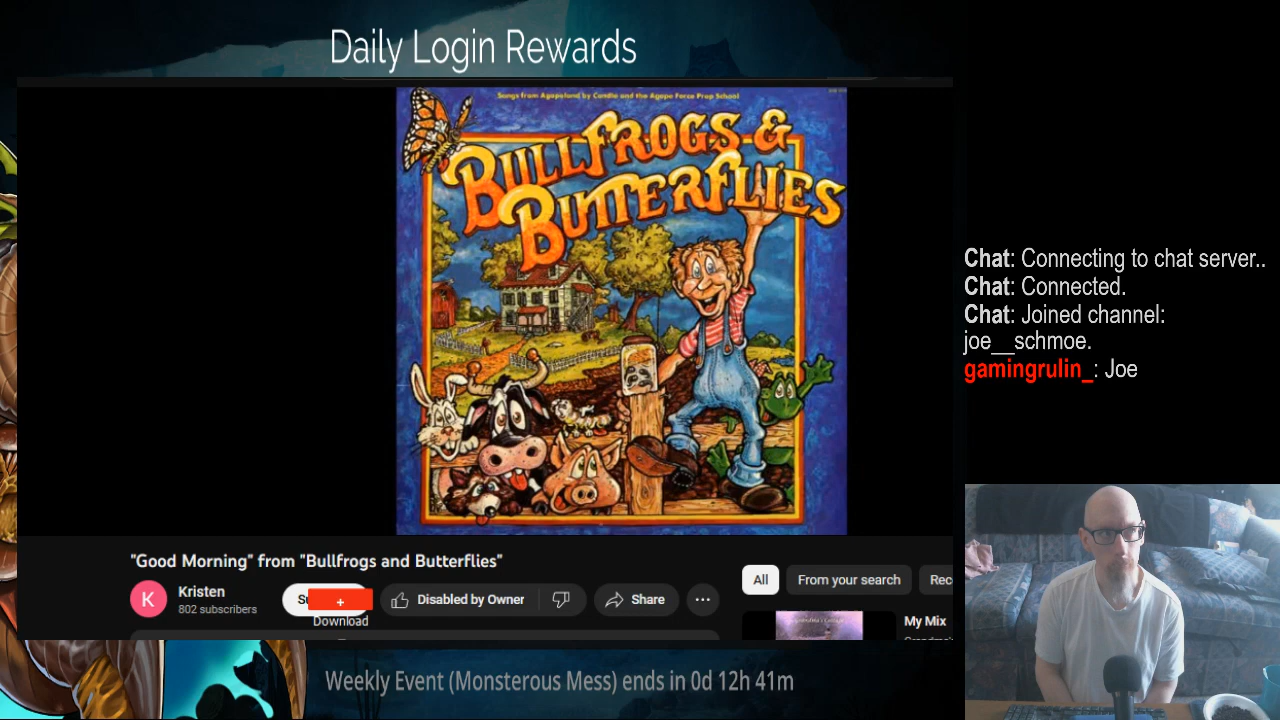 Daily Login Rewards
Songs from Agapeland by Candle and the Agape Force Prep School
BULLFROGS &
BUTTERFLIES
"Good Morning" from "Bullfrogs and Butterflies"
K
Kristen
802 subscribers
+
Download
Disabled by Owner
Share
All
From your search
My Mix
Weekly Event (Monsterous Mess) ends in 0d 12h 41m
Chat: Connecting to chat server..
Chat: Connected.
Chat: Joined channel:
joe__schmoe.
gamingrulin_: Joe